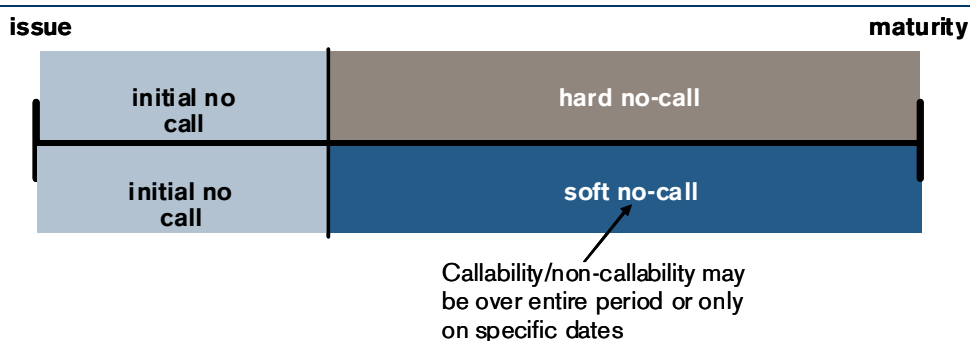 issue
maturity
initial no
call
hard no-call
initial no
call
soft no-call
Callability/non-callability may
be over entire period or only
on specific dates